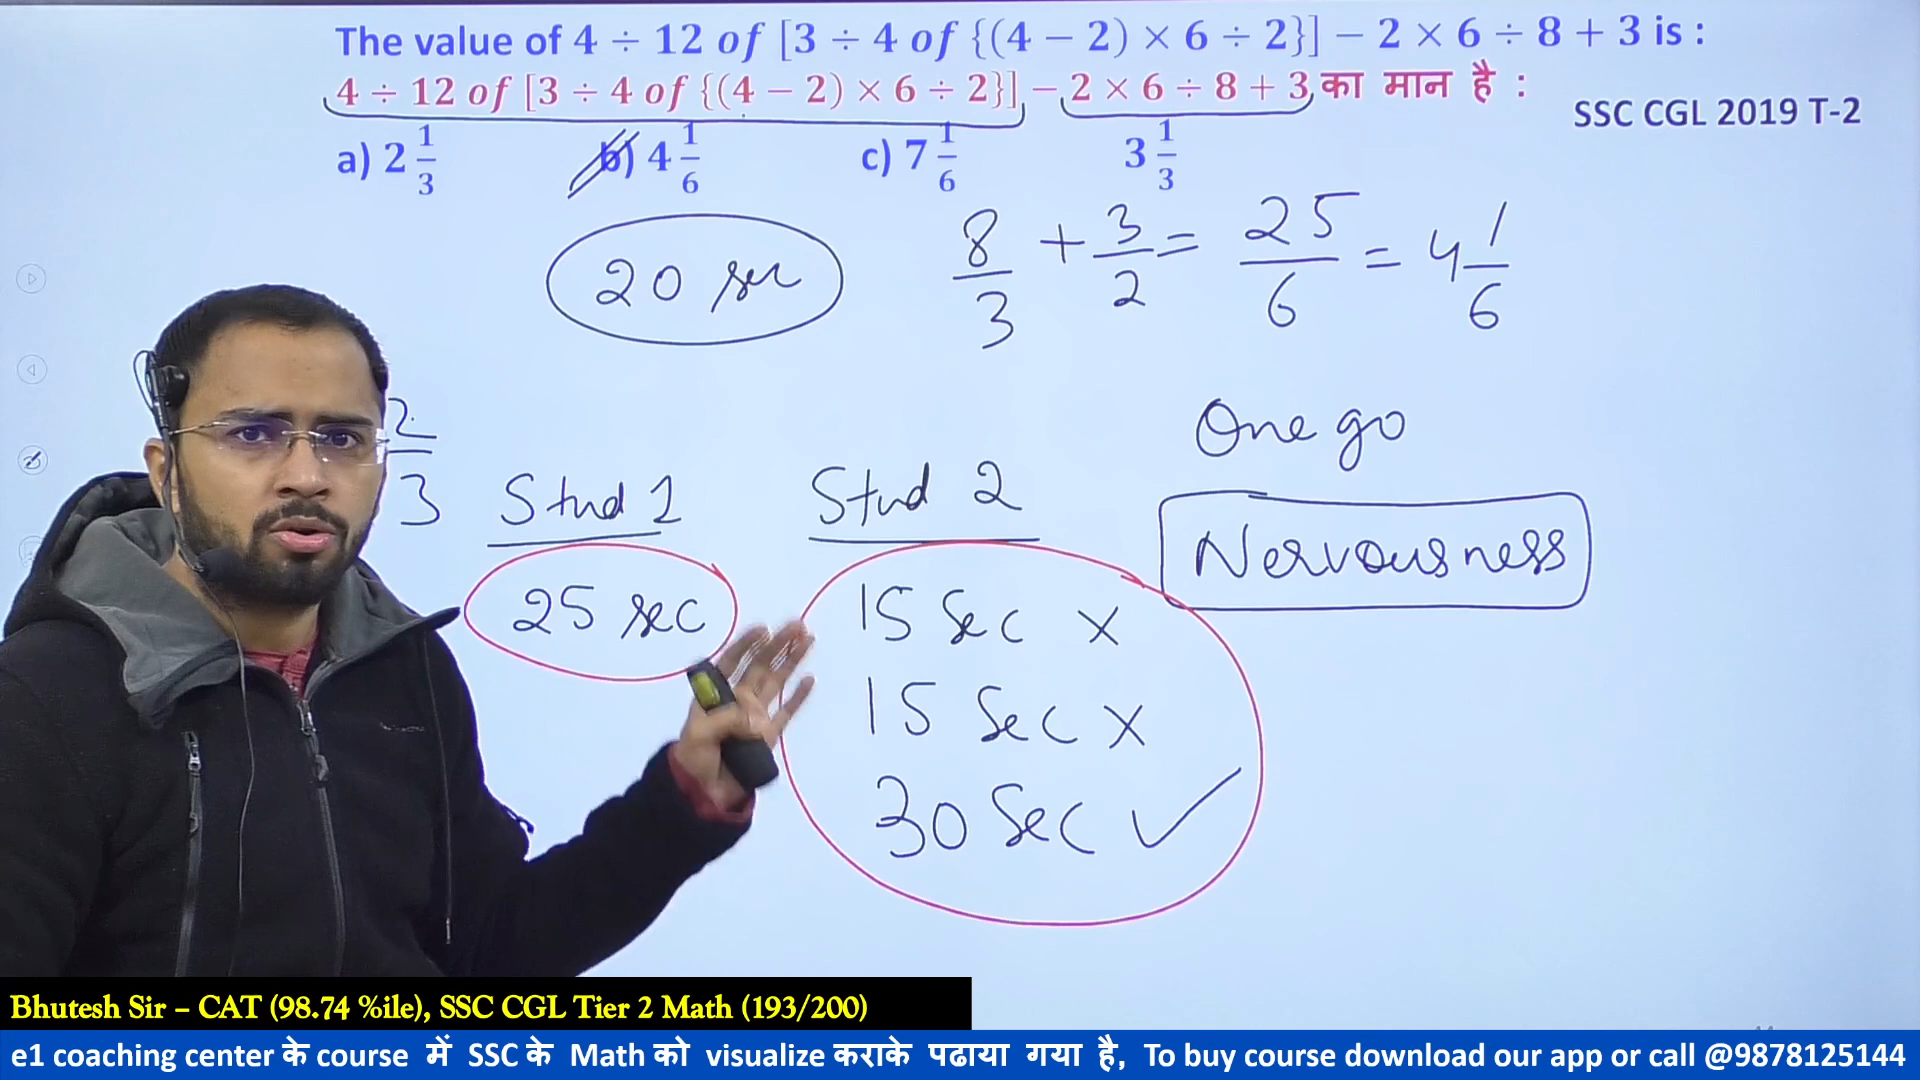 The value of 4 ÷ 12 of [3 ÷ 4 of {(4 − 2) × 6 ÷ 2}] − 2 × 6 ÷ 8 + 3 is :
4 ÷ 12 of [3 ÷ 4 of {(4 − 2) × 6 ÷ 2}] − 2 × 6 ÷ 8 + 3 का मान है :
SSC CGL 2019 T-2
a) 2 1/3 b) 4 1/6 c) 7 1/6 3 1/3
20 sec
8/3 + 3/2 = 25/6 = 4 1/6
2/3
One go
Stud 1
Stud 2
Nervousness
25 sec
15 Sec ×
15 Sec ×
30 Sec ✓
Bhutesh Sir – CAT (98.74 %ile), SSC CGL Tier 2 Math (193/200)
e1 coaching center के course में SSC के Math को visualize कराके पढाया गया है, To buy course download our app or call @9878125144